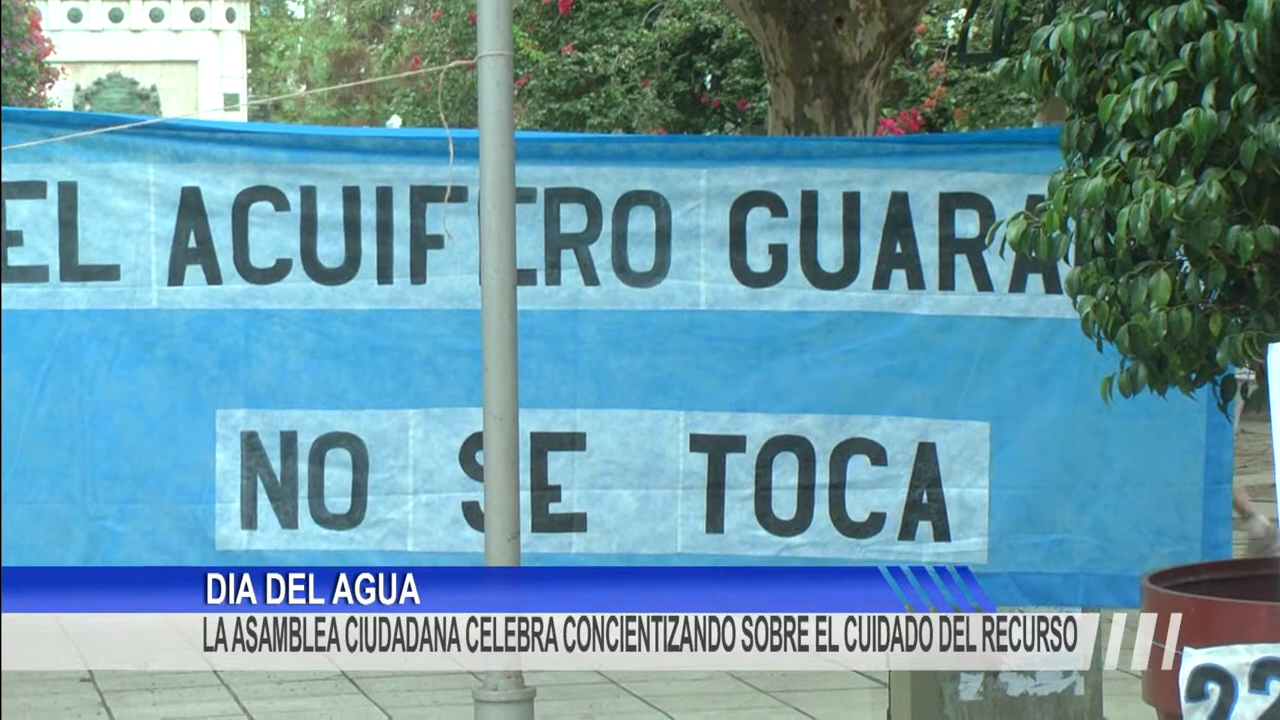 EL ACUIFERO GUARA
NO SE TOCA
DIA DEL AGUA
LA ASAMBLEA CIUDADANA CELEBRA CONCIENTIZANDO SOBRE EL CUIDADO DEL RECURSO
22